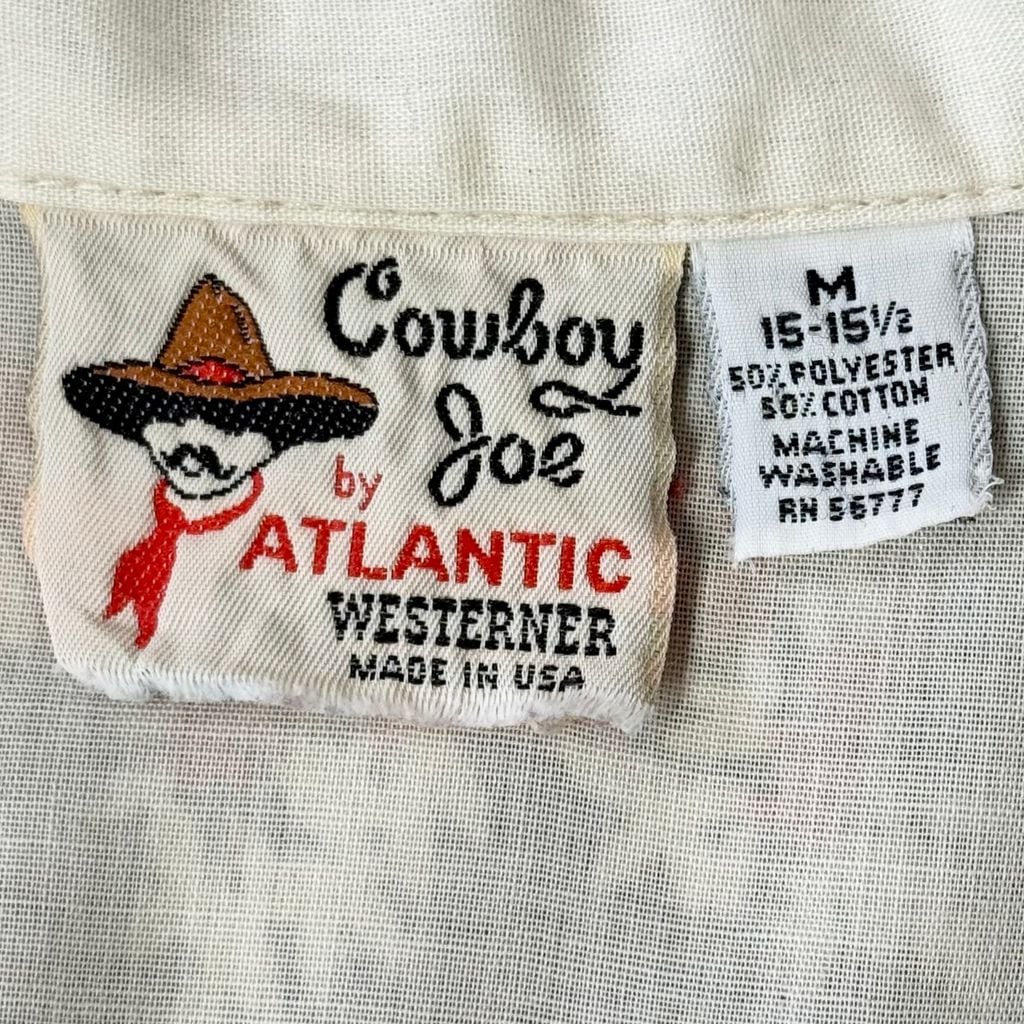 Cowboy
Joe
by
ATLANTIC
WESTERNER
MADE IN USA
M
15-15½
50% POLYESTER
50% COTTON
MACHINE
WASHABLE
RN 56777